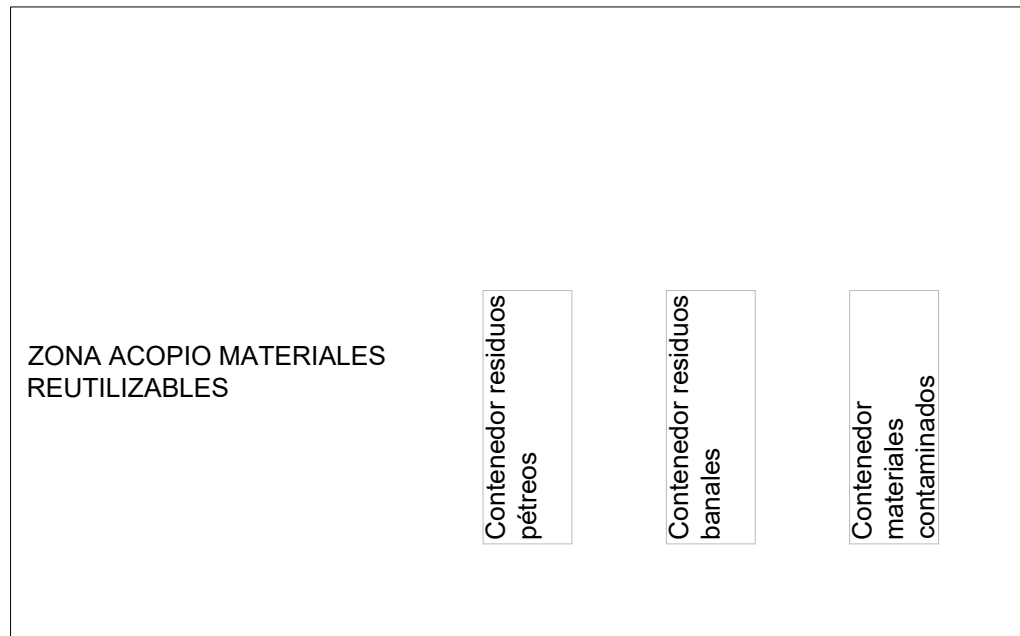 ZONA ACOPIO MATERIALES
REUTILIZABLES
Contenedor residuos
pétreos
Contenedor residuos
banales
Contenedor
materiales
contaminados